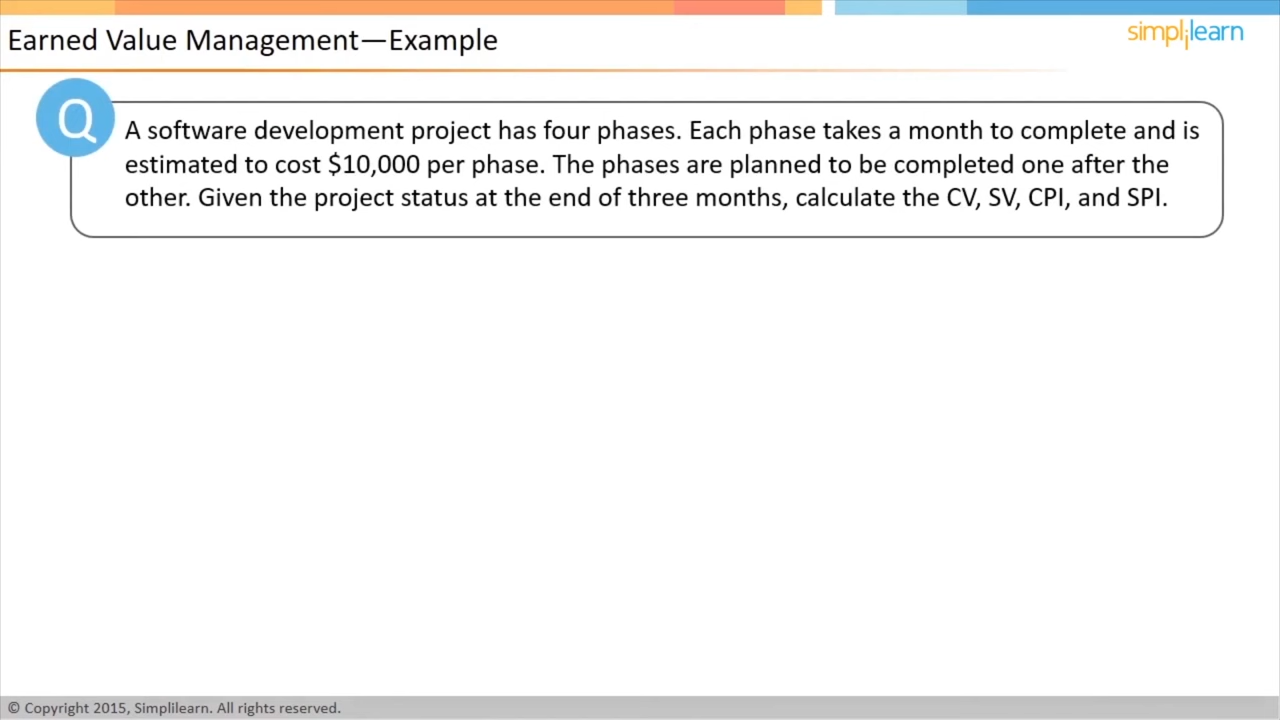 Earned Value Management—Example
simplilearn
Q
A software development project has four phases. Each phase takes a month to complete and is
estimated to cost $10,000 per phase. The phases are planned to be completed one after the
other. Given the project status at the end of three months, calculate the CV, SV, CPI, and SPI.
© Copyright 2015, Simplilearn. All rights reserved.